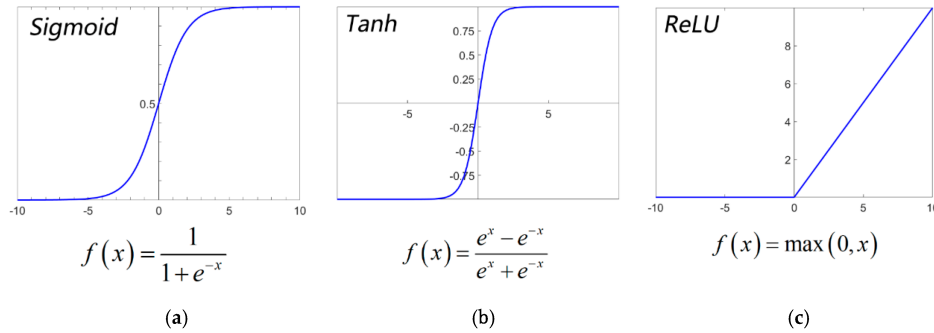 Sigmoid
0.5
-10 -5 0 5 10
f(x) = 1 / (1 + e^{-x})
(a)
Tanh
0.75
0.5
0.25
-5 5
-0.25
-0.5
-0.75
f(x) = (e^x − e^{-x}) / (e^x + e^{-x})
(b)
ReLU
8
6
4
2
-10 -5 0 5 10
f(x) = max(0, x)
(c)